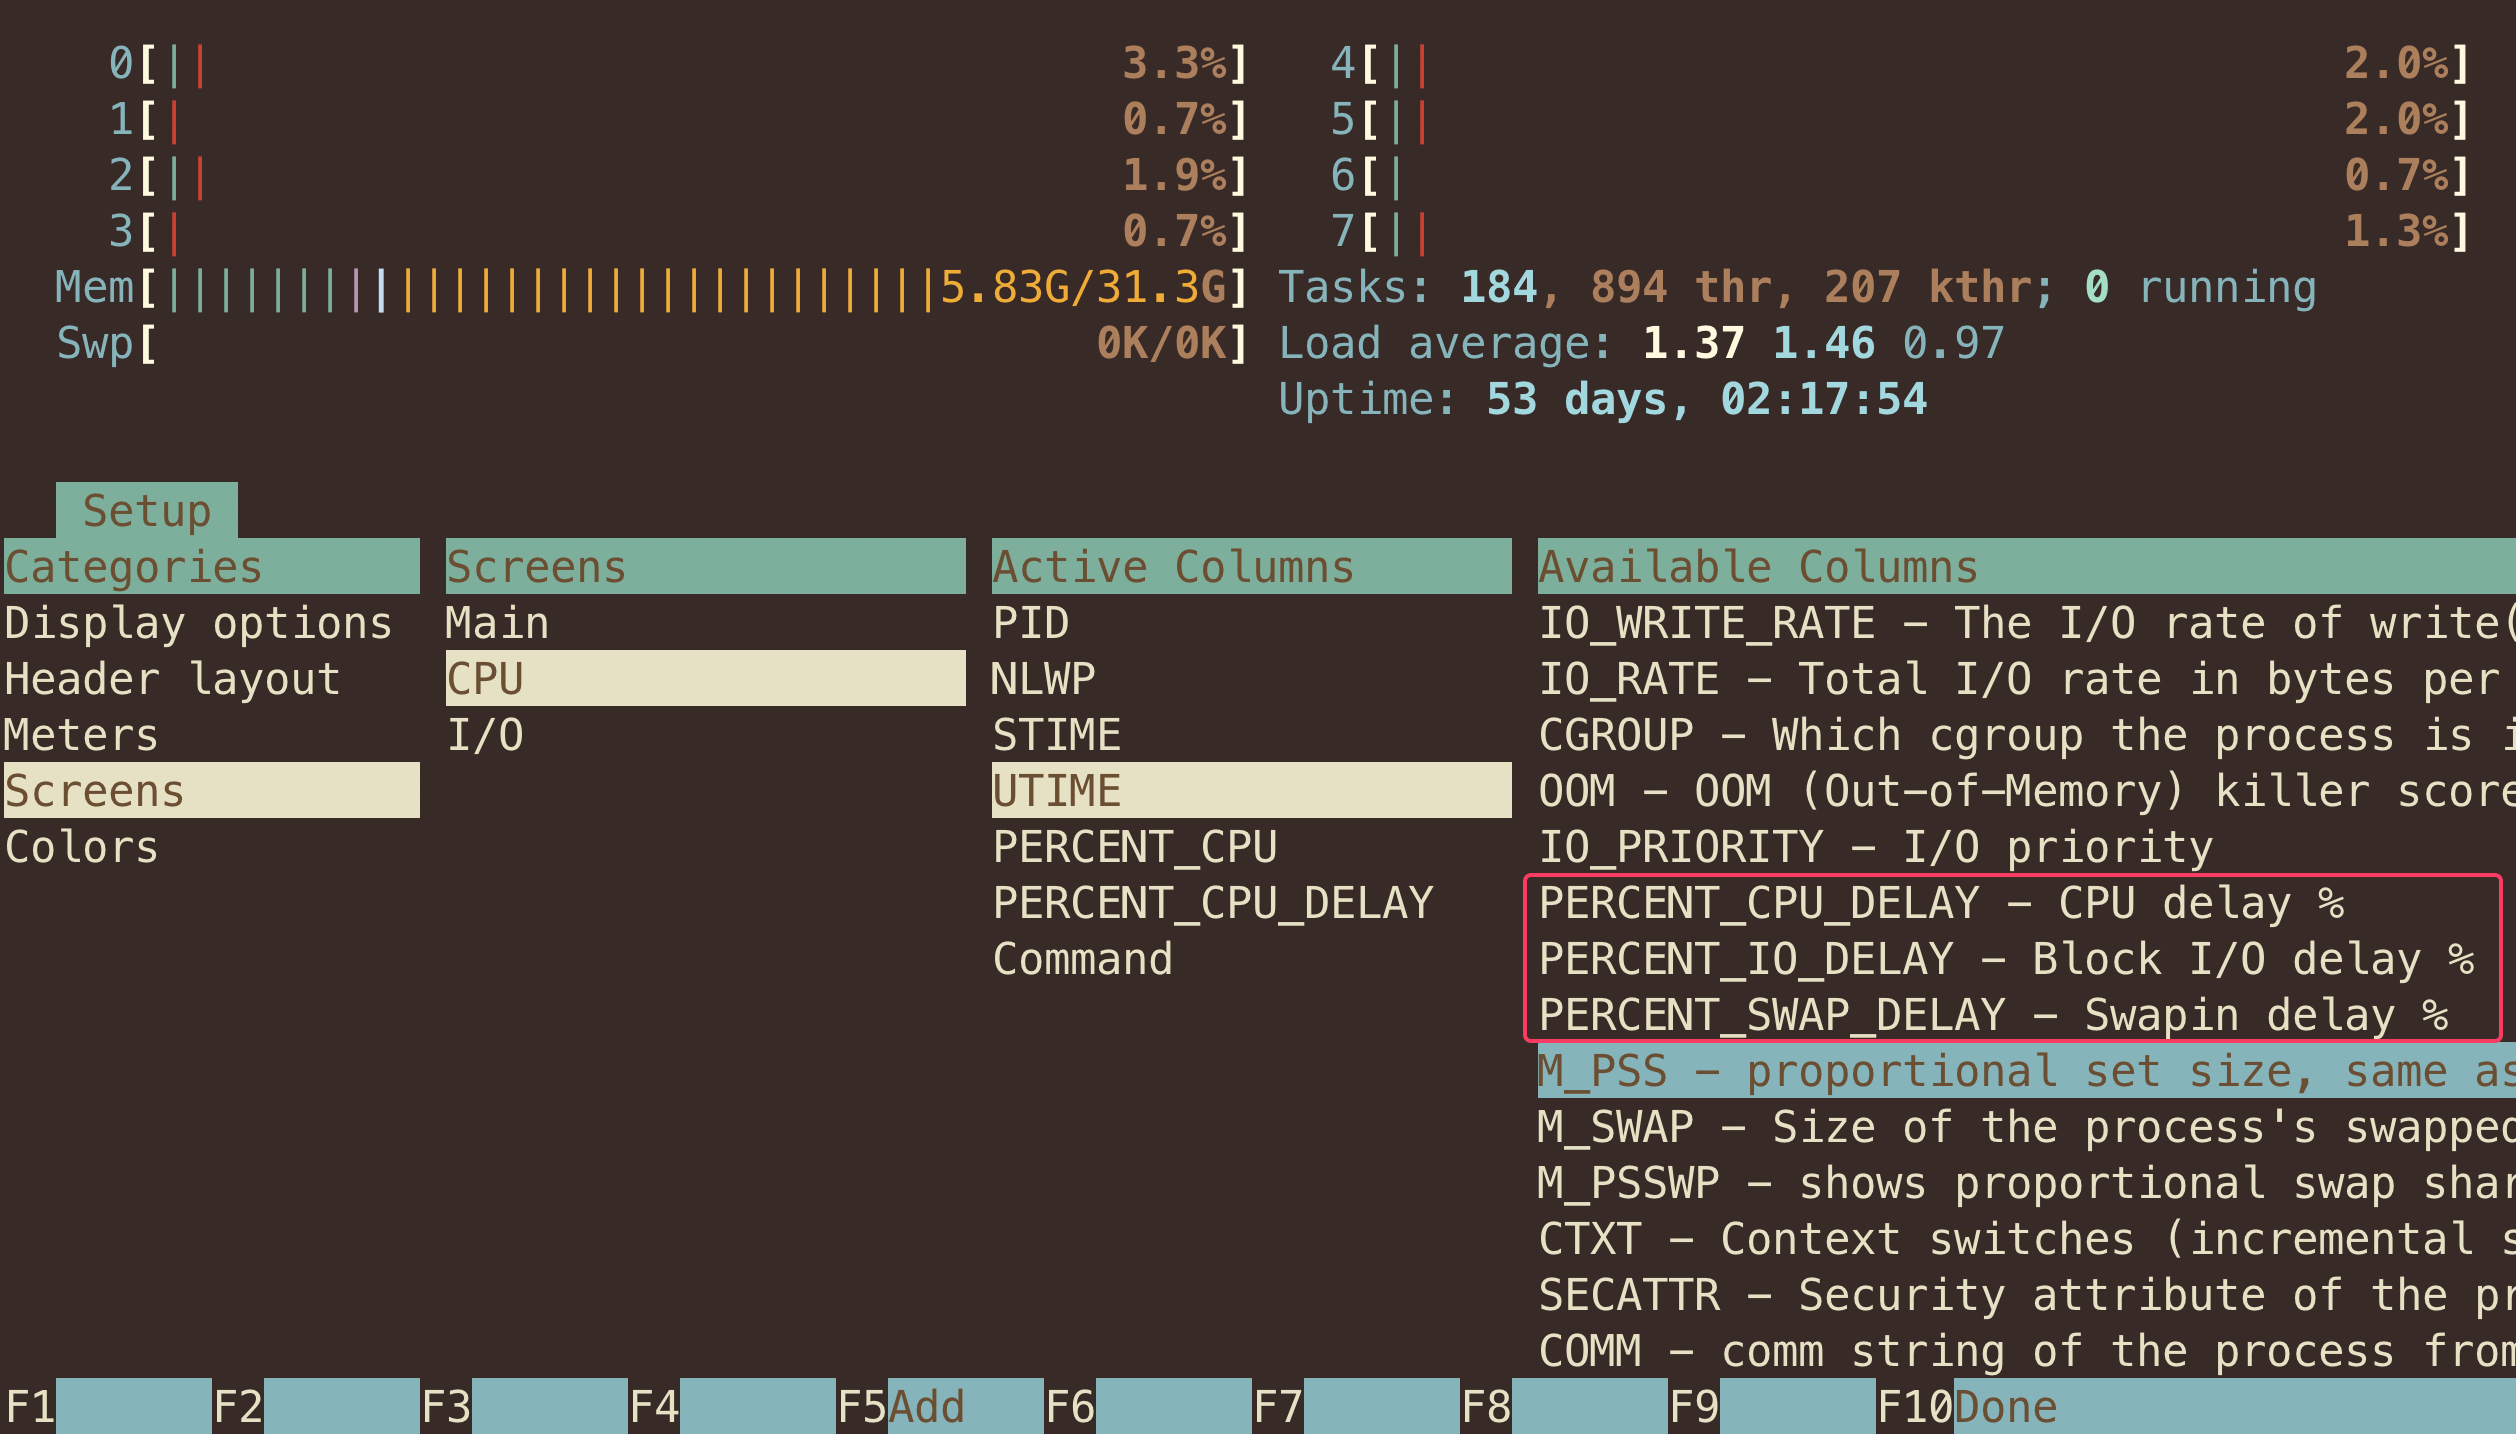 0[|| 3.3%] 4[|| 2.0%]
1[| 0.7%] 5[|| 2.0%]
2[|| 1.9%] 6[| 0.7%]
3[| 0.7%] 7[|| 1.3%]
Mem[||||||||||||||||||||||||||||||5.83G/31.3G] Tasks: 184, 894 thr, 207 kthr; 0 running
Swp[ 0K/0K] Load average: 1.37 1.46 0.97
Uptime: 53 days, 02:17:54
Setup
Categories Screens Active Columns Available Columns
Display options Main PID IO_WRITE_RATE – The I/O rate of write(
Header layout CPU NLWP IO_RATE – Total I/O rate in bytes per
Meters I/O STIME CGROUP – Which cgroup the process is i
Screens UTIME OOM – OOM (Out–of–Memory) killer score
Colors PERCENT_CPU IO_PRIORITY – I/O priority
PERCENT_CPU_DELAY PERCENT_CPU_DELAY – CPU delay %
Command PERCENT_IO_DELAY – Block I/O delay %
PERCENT_SWAP_DELAY – Swapin delay %
M_PSS – proportional set size, same as
M_SWAP – Size of the process's swapped
M_PSSWP – shows proportional swap shar
CTXT – Context switches (incremental s
SECATTR – Security attribute of the pr
COMM – comm string of the process from
F1 F2 F3 F4 F5Add F6 F7 F8 F9 F10Done